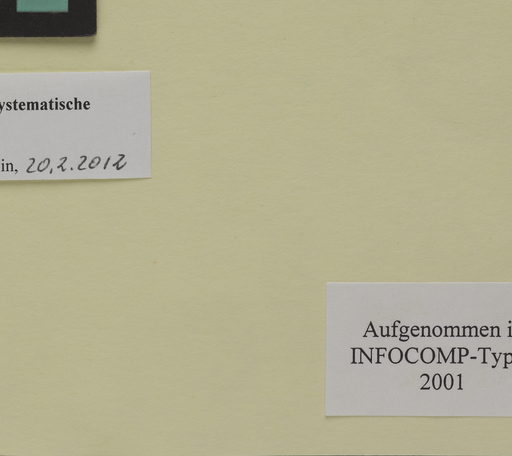 ystematische
in, 20.2.2012
Aufgenommen i
INFOCOMP-Typ
2001